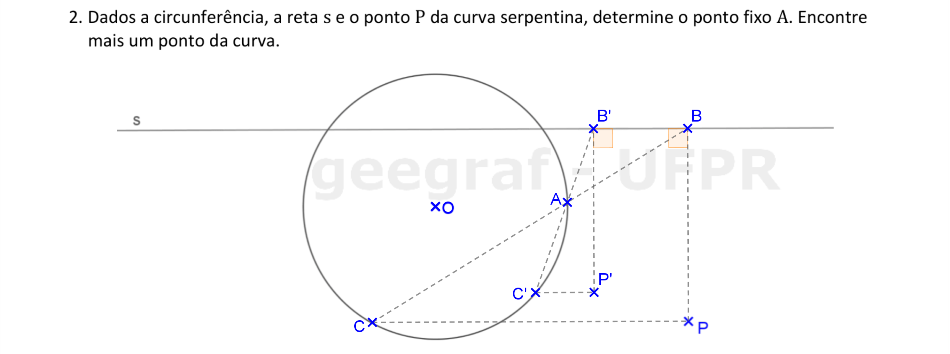 2. Dados a circunferência, a reta s e o ponto P da curva serpentina, determine o ponto fixo A. Encontre
mais um ponto da curva.
s
B'
B
geegraf - UFPR
A
O
P'
C'
C
P